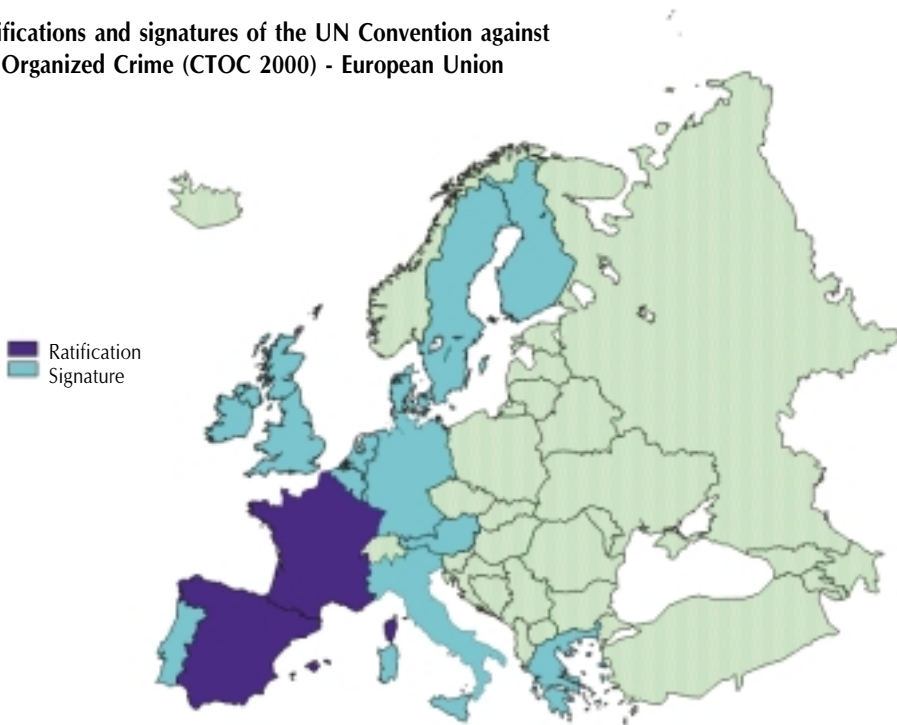 ifications and signatures of the UN Convention against
Organized Crime (CTOC 2000) - European Union
Ratification
Signature